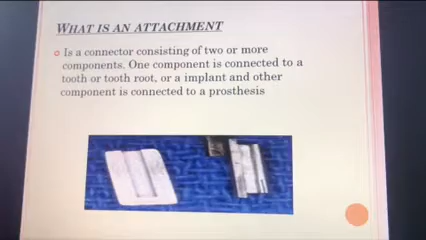 WHAT IS AN ATTACHMENT
Is a connector consisting of two or more
components. One component is connected to a
tooth or tooth root, or a implant and other
component is connected to a prosthesis